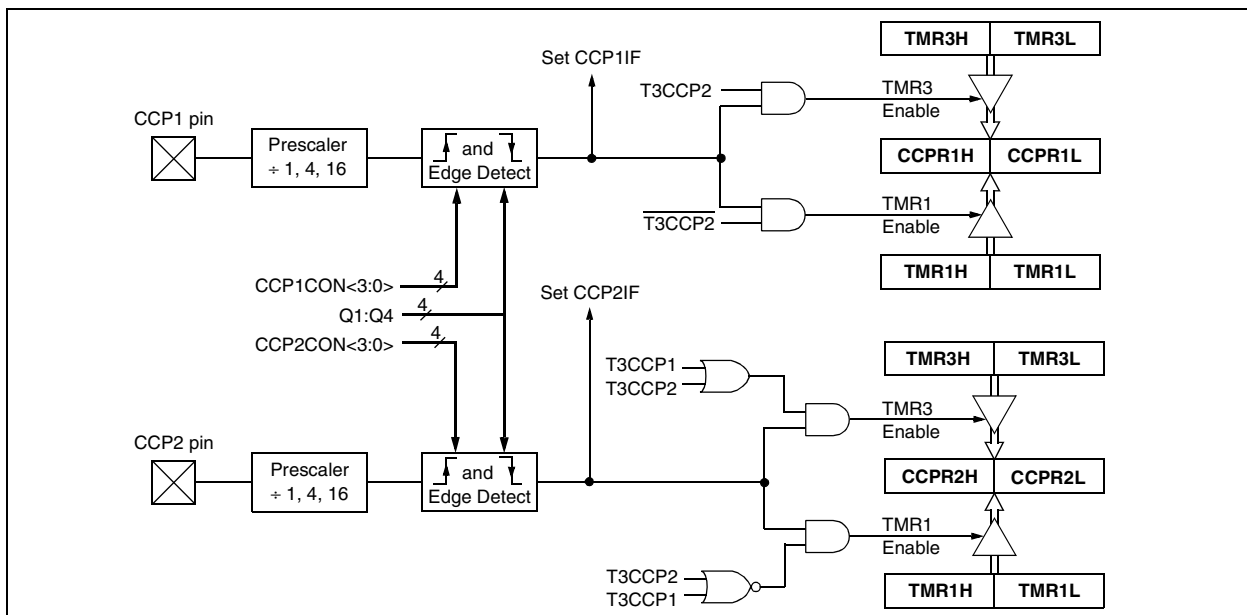 TMR3H TMR3L
Set CCP1IF
T3CCP2
TMR3
Enable
CCP1 pin
Prescaler
÷ 1, 4, 16
and
Edge Detect
CCPR1H CCPR1L
T3CCP2
TMR1
Enable
TMR1H TMR1L
CCP1CON<3:0> 4
Q1:Q4 4
CCP2CON<3:0> 4
Set CCP2IF
TMR3H TMR3L
T3CCP1
T3CCP2
TMR3
Enable
CCP2 pin
Prescaler
÷ 1, 4, 16
and
Edge Detect
CCPR2H CCPR2L
TMR1
Enable
T3CCP2
T3CCP1
TMR1H TMR1L